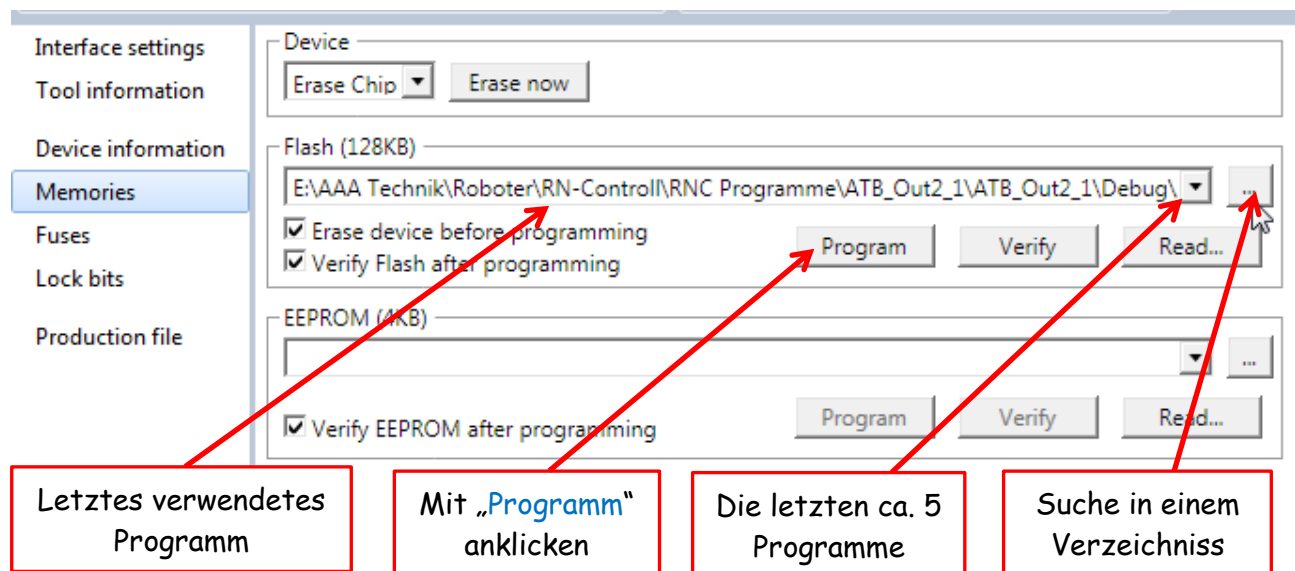 Interface settings
Tool information
Device information
Memories
Fuses
Lock bits
Production file
Device
Erase Chip
Erase now
Flash (128KB)
E:\AAA Technik\Roboter\RN-Controll\RNC Programme\ATB_Out2_1\ATB_Out2_1\Debug\
...
Erase device before programming
Verify Flash after programming
Program
Verify
Read...
EEPROM (4KB)
...
Verify EEPROM after programming
Program
Verify
Read...
Letztes verwendetes
Programm
Mit „Programm“
anklicken
Die letzten ca. 5
Programme
Suche in einem
Verzeichniss